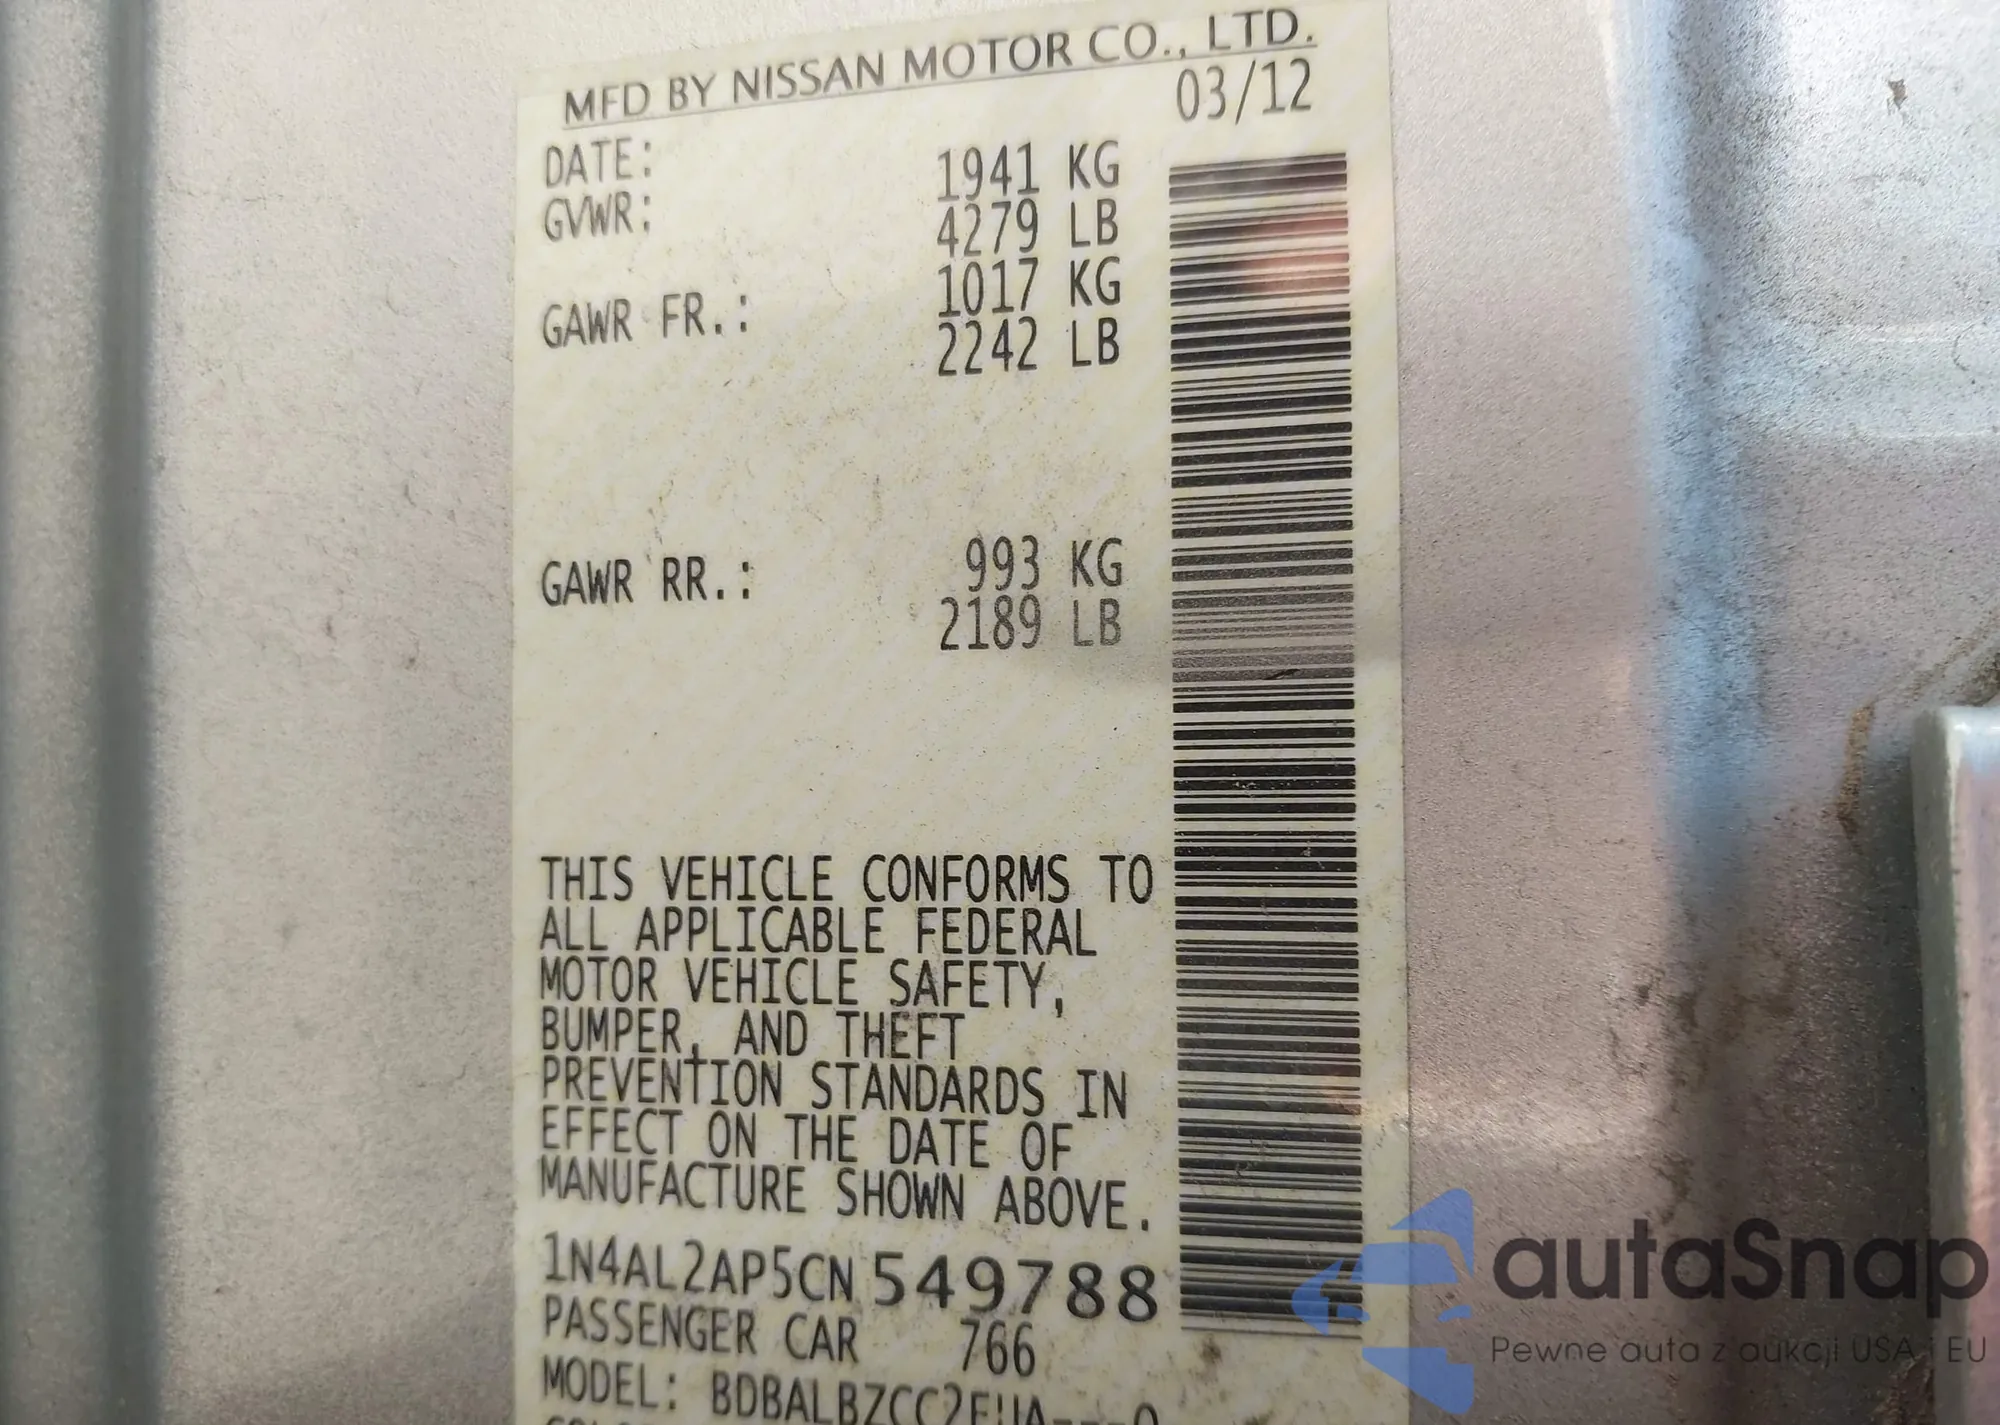 MFD BY NISSAN MOTOR CO., LTD.
DATE: 03/12
GVWR: 1941 KG
4279 LB
GAWR FR.: 1017 KG
2242 LB
GAWR RR.: 993 KG
2189 LB
THIS VEHICLE CONFORMS TO
ALL APPLICABLE FEDERAL
MOTOR VEHICLE SAFETY,
BUMPER, AND THEFT
PREVENTION STANDARDS IN
EFFECT ON THE DATE OF
MANUFACTURE SHOWN ABOVE.
1N4AL2AP5CN549788
PASSENGER CAR 766
MODEL:
autaSnap
Pewne auta z aukcji USA i EU